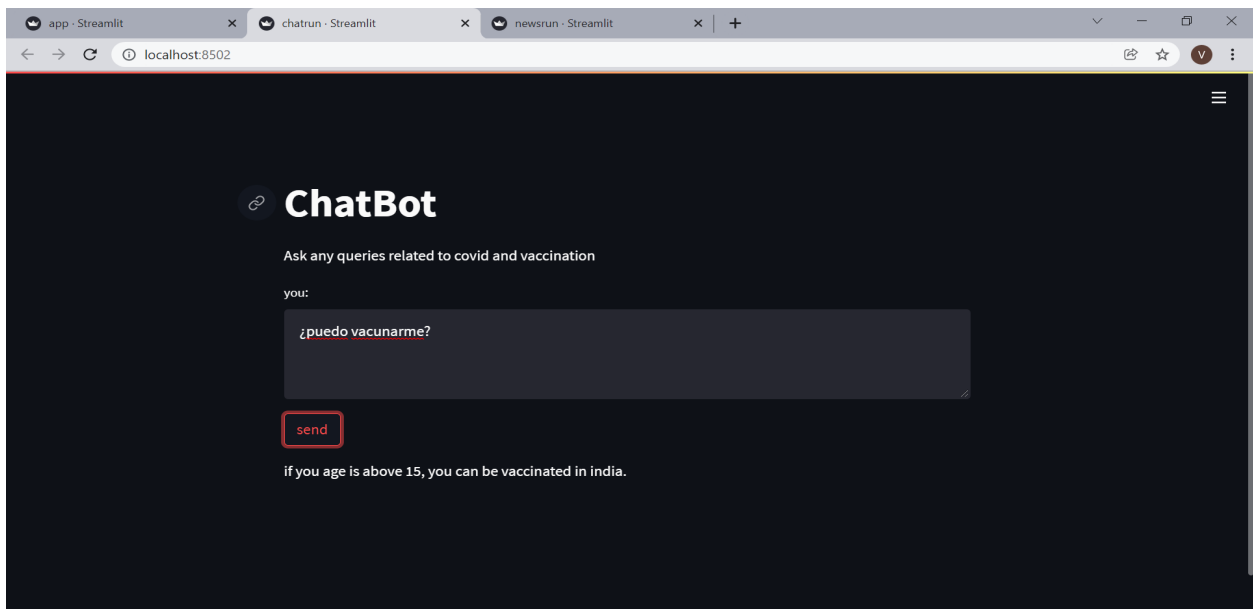 app · Streamlit
chatrun · Streamlit
newsrun · Streamlit
localhost:8502
V
ChatBot
Ask any queries related to covid and vaccination
you:
¿puedo vacunarme?
send
if you age is above 15, you can be vaccinated in india.